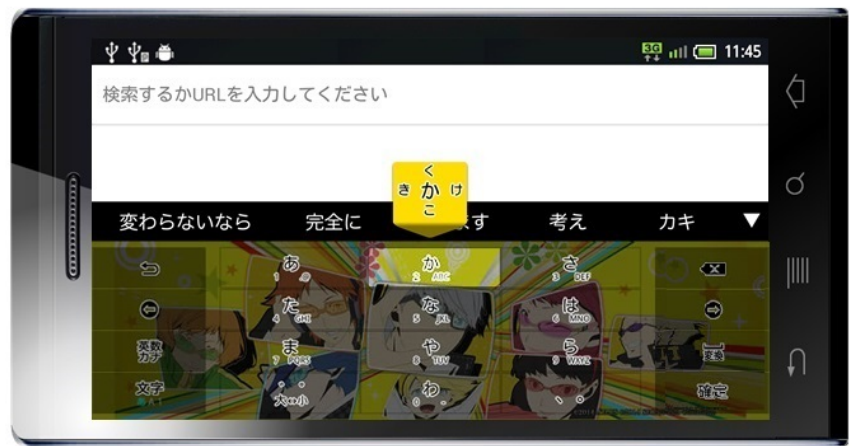 3G 11:45
検索するかURLを入力してください
く
き か け
こ
変わらないなら 完全に ます 考え カキ ▼
あ 1 .@ か 2 ABC さ 3 DEF
た 4 GHI な 5 JKL は 6 MNO
英数カナ ま 7 PQRS や 8 TUV ら 9 WXYZ 変換
文字 大⇔小 わ 0 - 、 。 確定